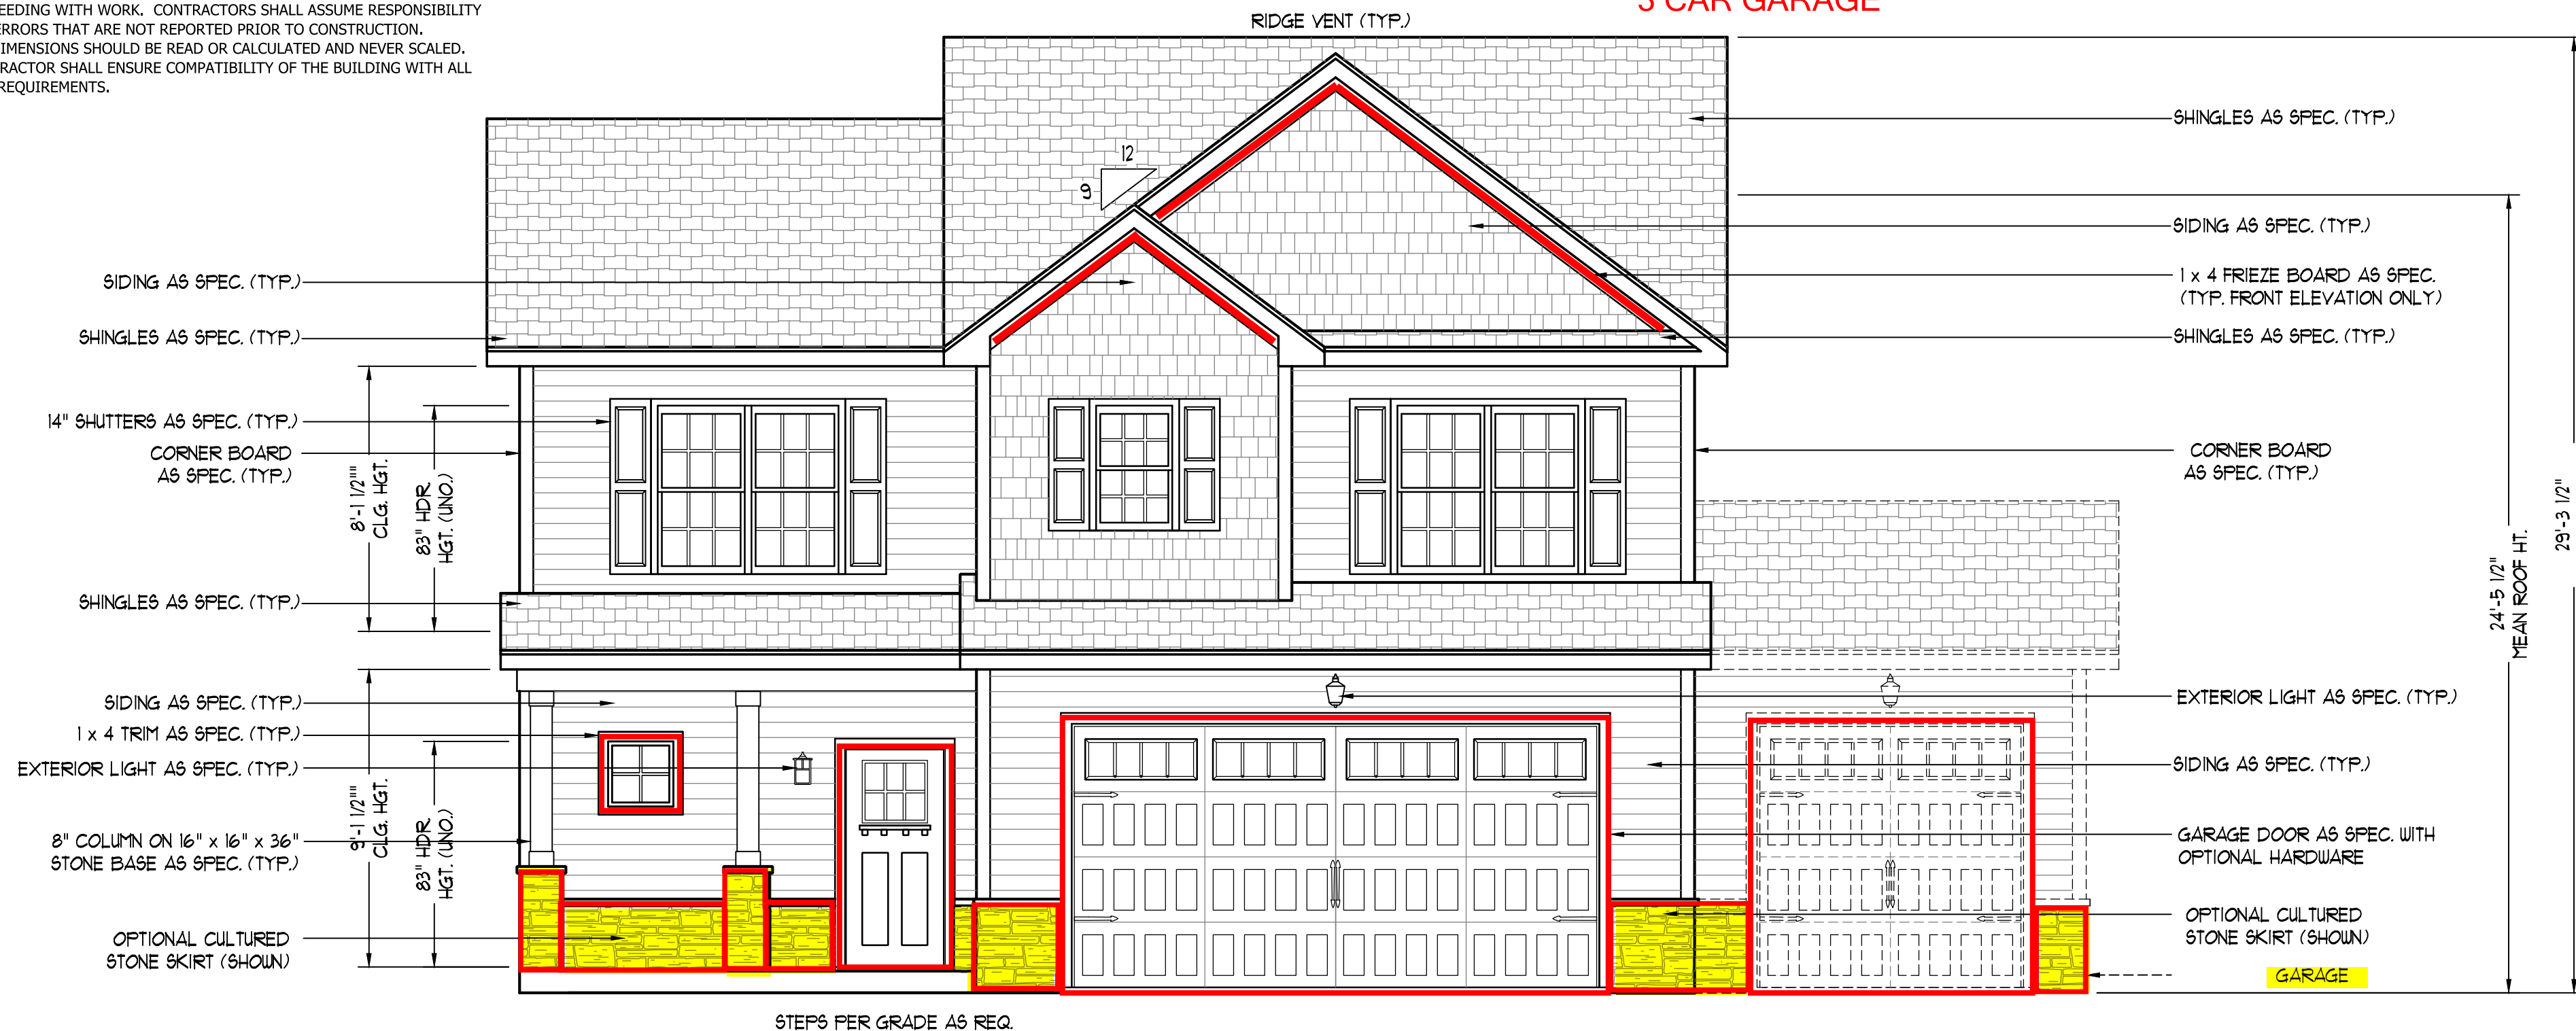 EEDING WITH WORK. CONTRACTORS SHALL ASSUME RESPONSIBILITY
ERRORS THAT ARE NOT REPORTED PRIOR TO CONSTRUCTION.
DIMENSIONS SHOULD BE READ OR CALCULATED AND NEVER SCALED.
RACTOR SHALL ENSURE COMPATIBILITY OF THE BUILDING WITH ALL
REQUIREMENTS.
3 CAR GARAGE
RIDGE VENT (TYP.)
12
9
SIDING AS SPEC. (TYP.)
SHINGLES AS SPEC. (TYP.)
14" SHUTTERS AS SPEC. (TYP.)
CORNER BOARD
AS SPEC. (TYP.)
8'-1 1/2""
CLG. HGT.
83" HDR
HGT. (UNO.)
SHINGLES AS SPEC. (TYP.)
SIDING AS SPEC. (TYP.)
1 x 4 TRIM AS SPEC. (TYP.)
EXTERIOR LIGHT AS SPEC. (TYP.)
8" COLUMN ON 16" x 16" x 36"
STONE BASE AS SPEC. (TYP.)
9'-1 1/2""
CLG. HGT.
83" HDR
HGT. (UNO.)
OPTIONAL CULTURED
STONE SKIRT (SHOWN)
STEPS PER GRADE AS REQ.
SHINGLES AS SPEC. (TYP.)
SIDING AS SPEC. (TYP.)
1 x 4 FRIEZE BOARD AS SPEC.
(TYP. FRONT ELEVATION ONLY)
SHINGLES AS SPEC. (TYP.)
CORNER BOARD
AS SPEC. (TYP.)
24'-5 1/2"
MEAN ROOF HT.
29'-3 1/2"
EXTERIOR LIGHT AS SPEC. (TYP.)
SIDING AS SPEC. (TYP.)
GARAGE DOOR AS SPEC. WITH
OPTIONAL HARDWARE
OPTIONAL CULTURED
STONE SKIRT (SHOWN)
GARAGE